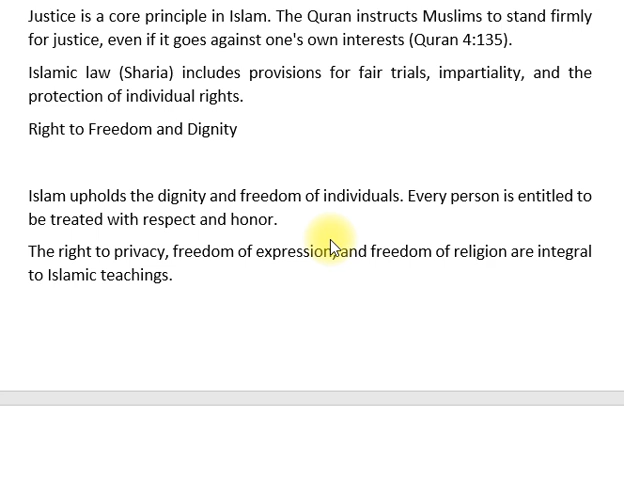 Justice is a core principle in Islam. The Quran instructs Muslims to stand firmly
for justice, even if it goes against one's own interests (Quran 4:135).
Islamic law (Sharia) includes provisions for fair trials, impartiality, and the
protection of individual rights.
Right to Freedom and Dignity
Islam upholds the dignity and freedom of individuals. Every person is entitled to
be treated with respect and honor.
The right to privacy, freedom of expression, and freedom of religion are integral
to Islamic teachings.